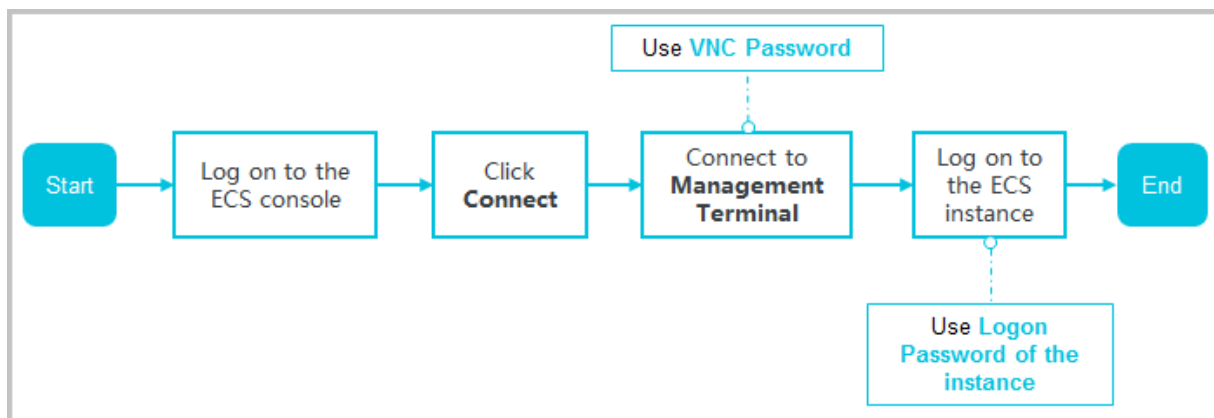 Use VNC Password
Start
Log on to the
ECS console
Click
Connect
Connect to
Management
Terminal
Log on to
the ECS
instance
End
Use Logon
Password of the
instance